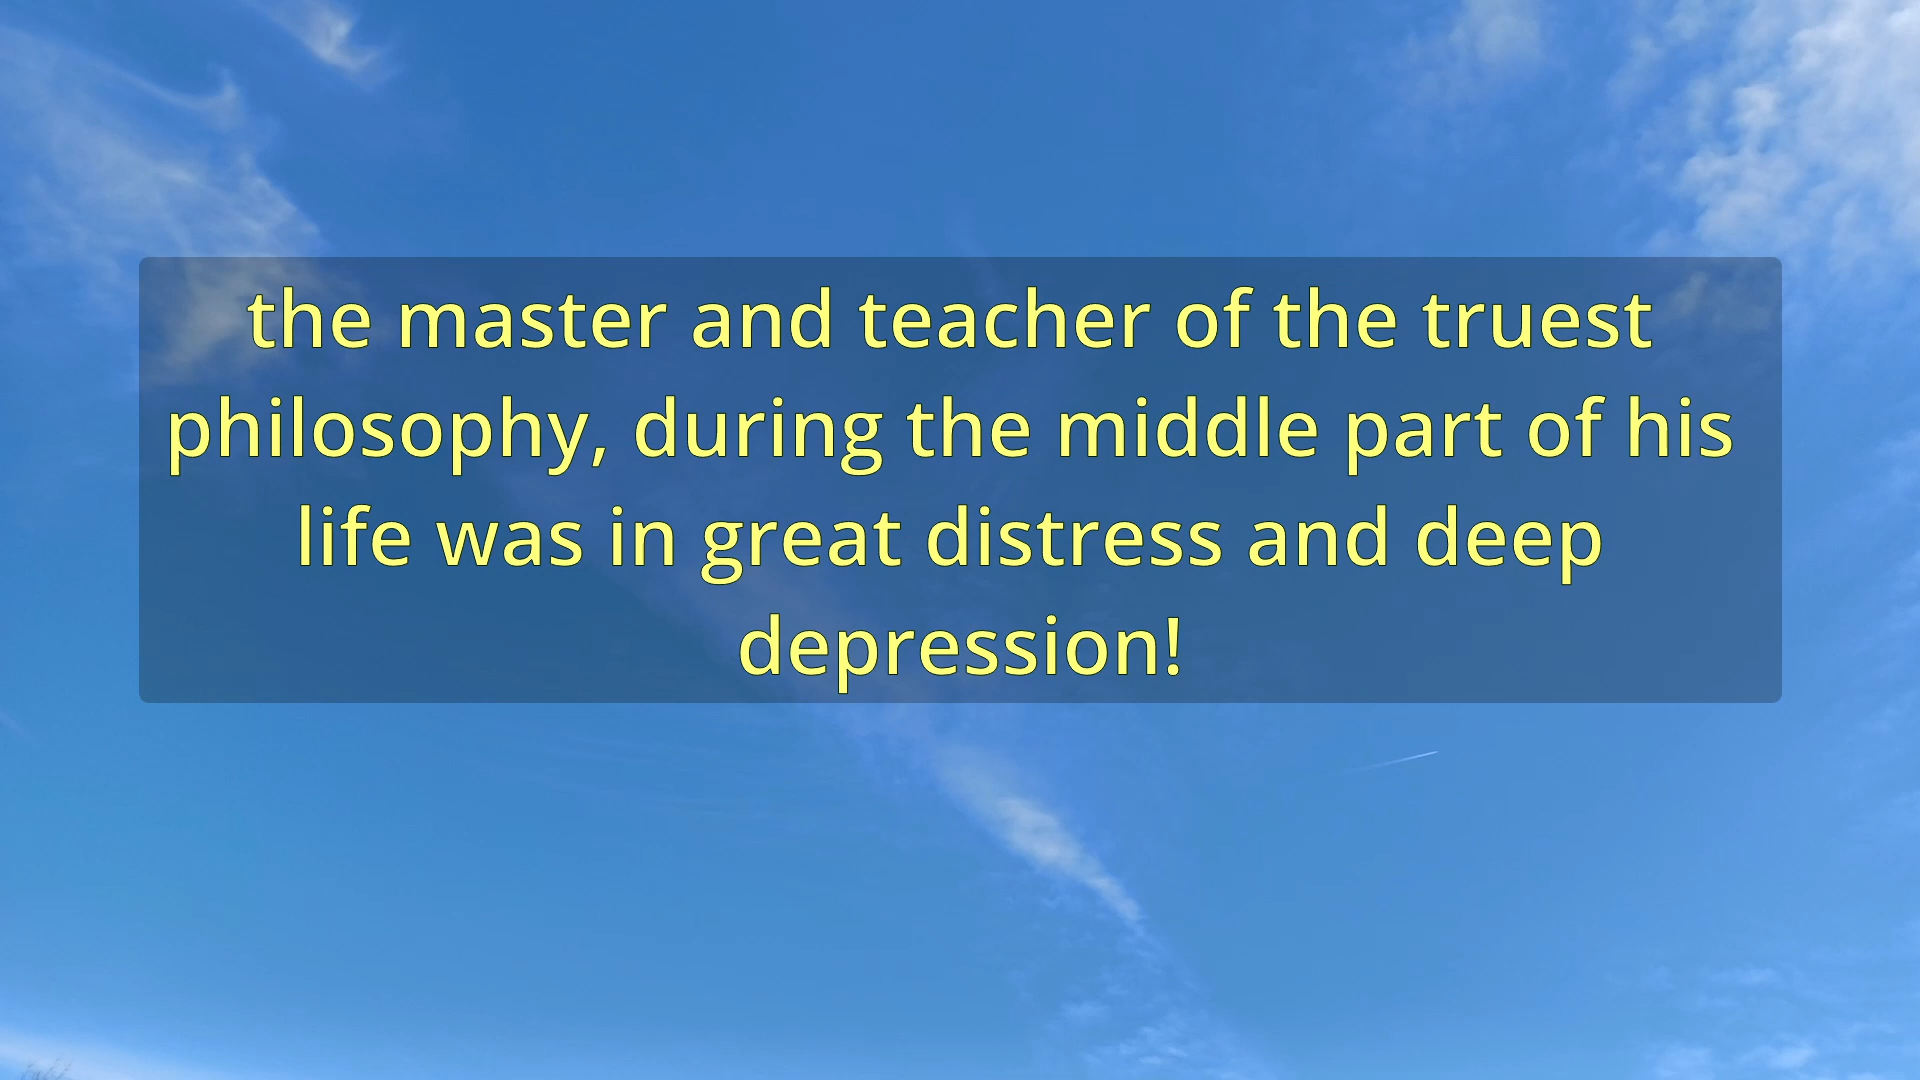 the master and teacher of the truest
philosophy, during the middle part of his
life was in great distress and deep
depression!